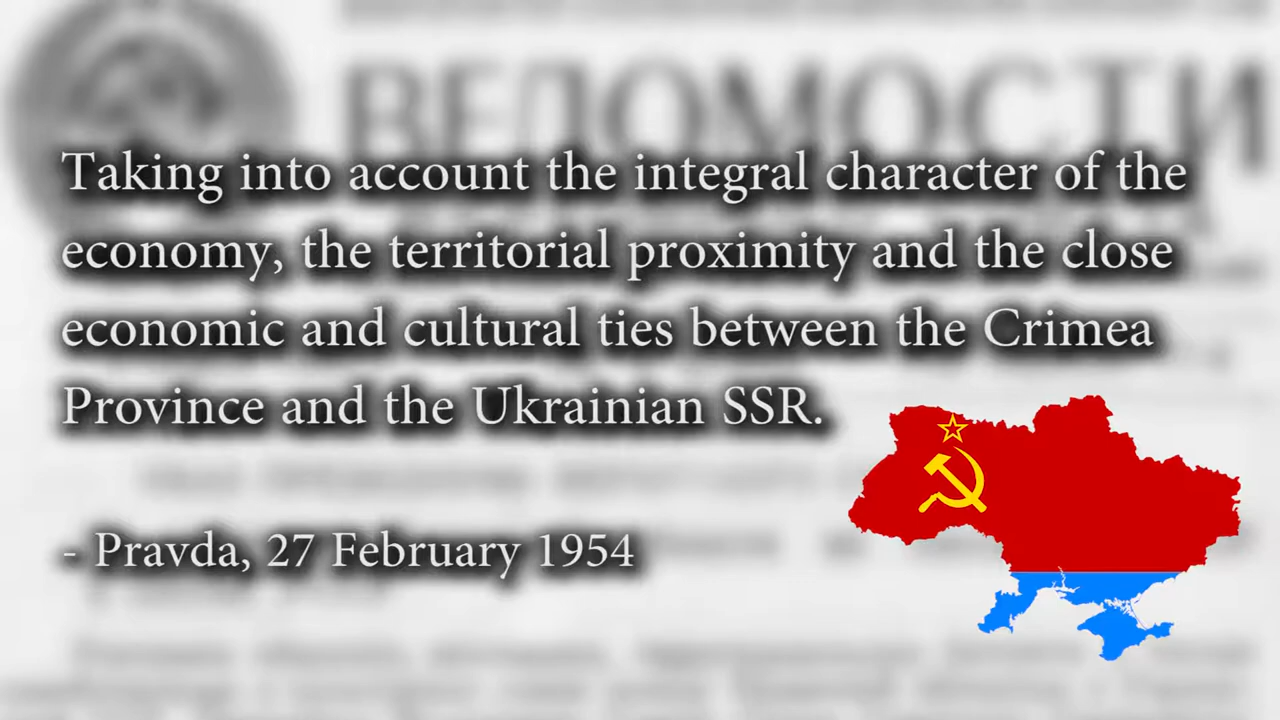 ВЕДОМОСТИ
Taking into account the integral character of the
economy, the territorial proximity and the close
economic and cultural ties between the Crimea
Province and the Ukrainian SSR.
- Pravda, 27 February 1954